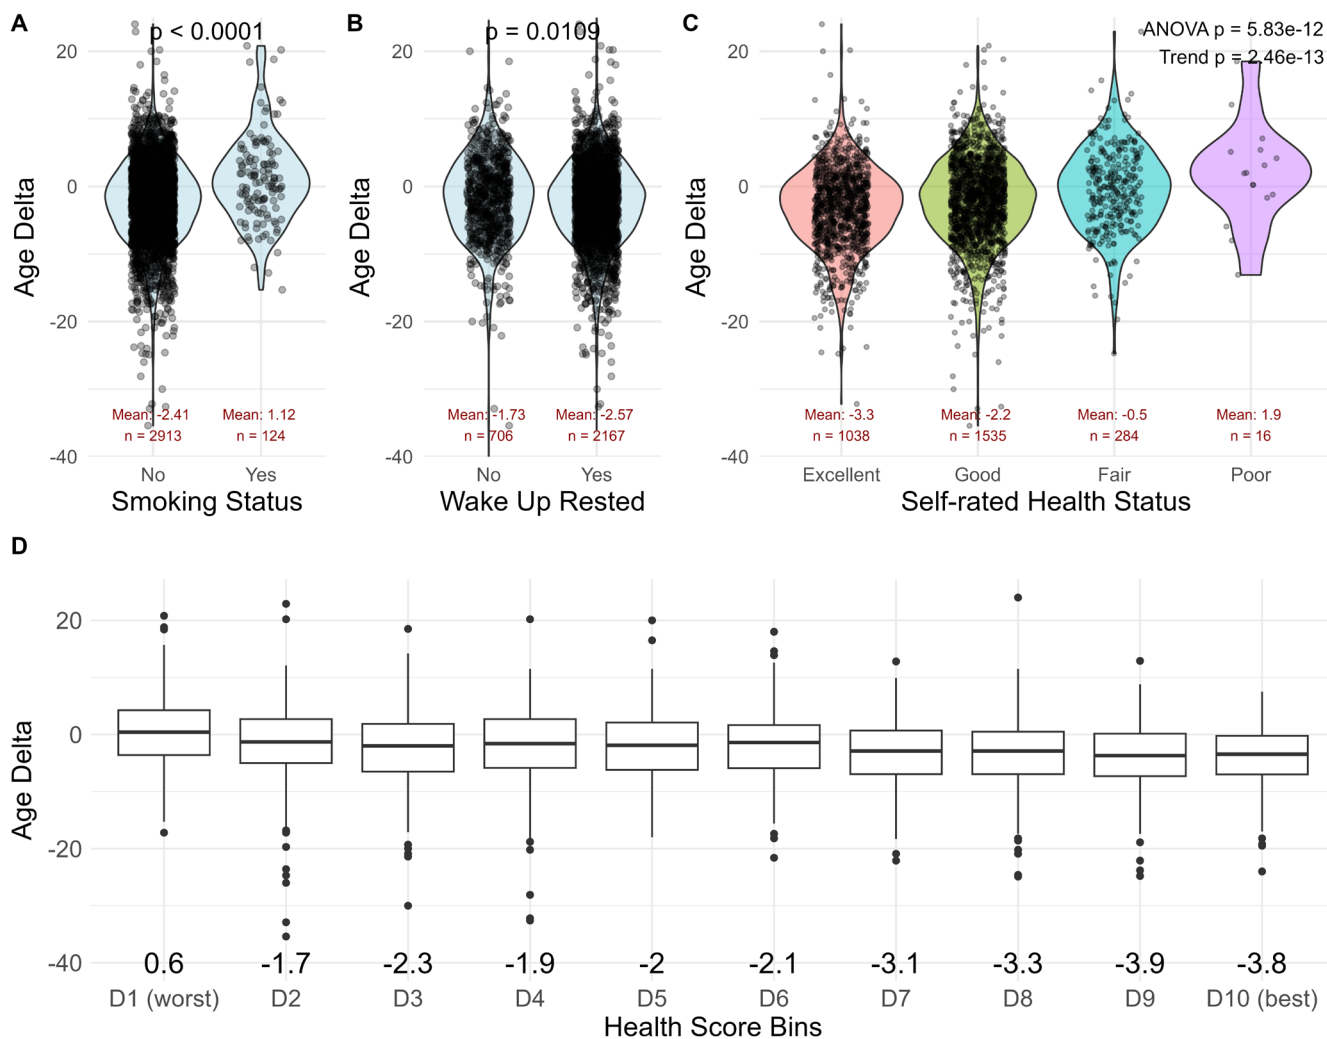 A
p < 0.0001
Age Delta
20
0
-20
-40
Mean: -2.41
n = 2913
Mean: 1.12
n = 124
No
Yes
Smoking Status
B
p = 0.0109
Age Delta
20
0
-20
-40
Mean: -1.73
n = 706
Mean: -2.57
n = 2167
No
Yes
Wake Up Rested
C
ANOVA p = 5.83e-12
Trend p = 2.46e-13
Age Delta
20
0
-20
-40
Mean: -3.3
n = 1038
Mean: -2.2
n = 1535
Mean: -0.5
n = 284
Mean: 1.9
n = 16
Excellent
Good
Fair
Poor
Self-rated Health Status
D
Age Delta
20
0
-20
-40
0.6
-1.7
-2.3
-1.9
-2
-2.1
-3.1
-3.3
-3.9
-3.8
D1 (worst)
D2
D3
D4
D5
D6
D7
D8
D9
D10 (best)
Health Score Bins